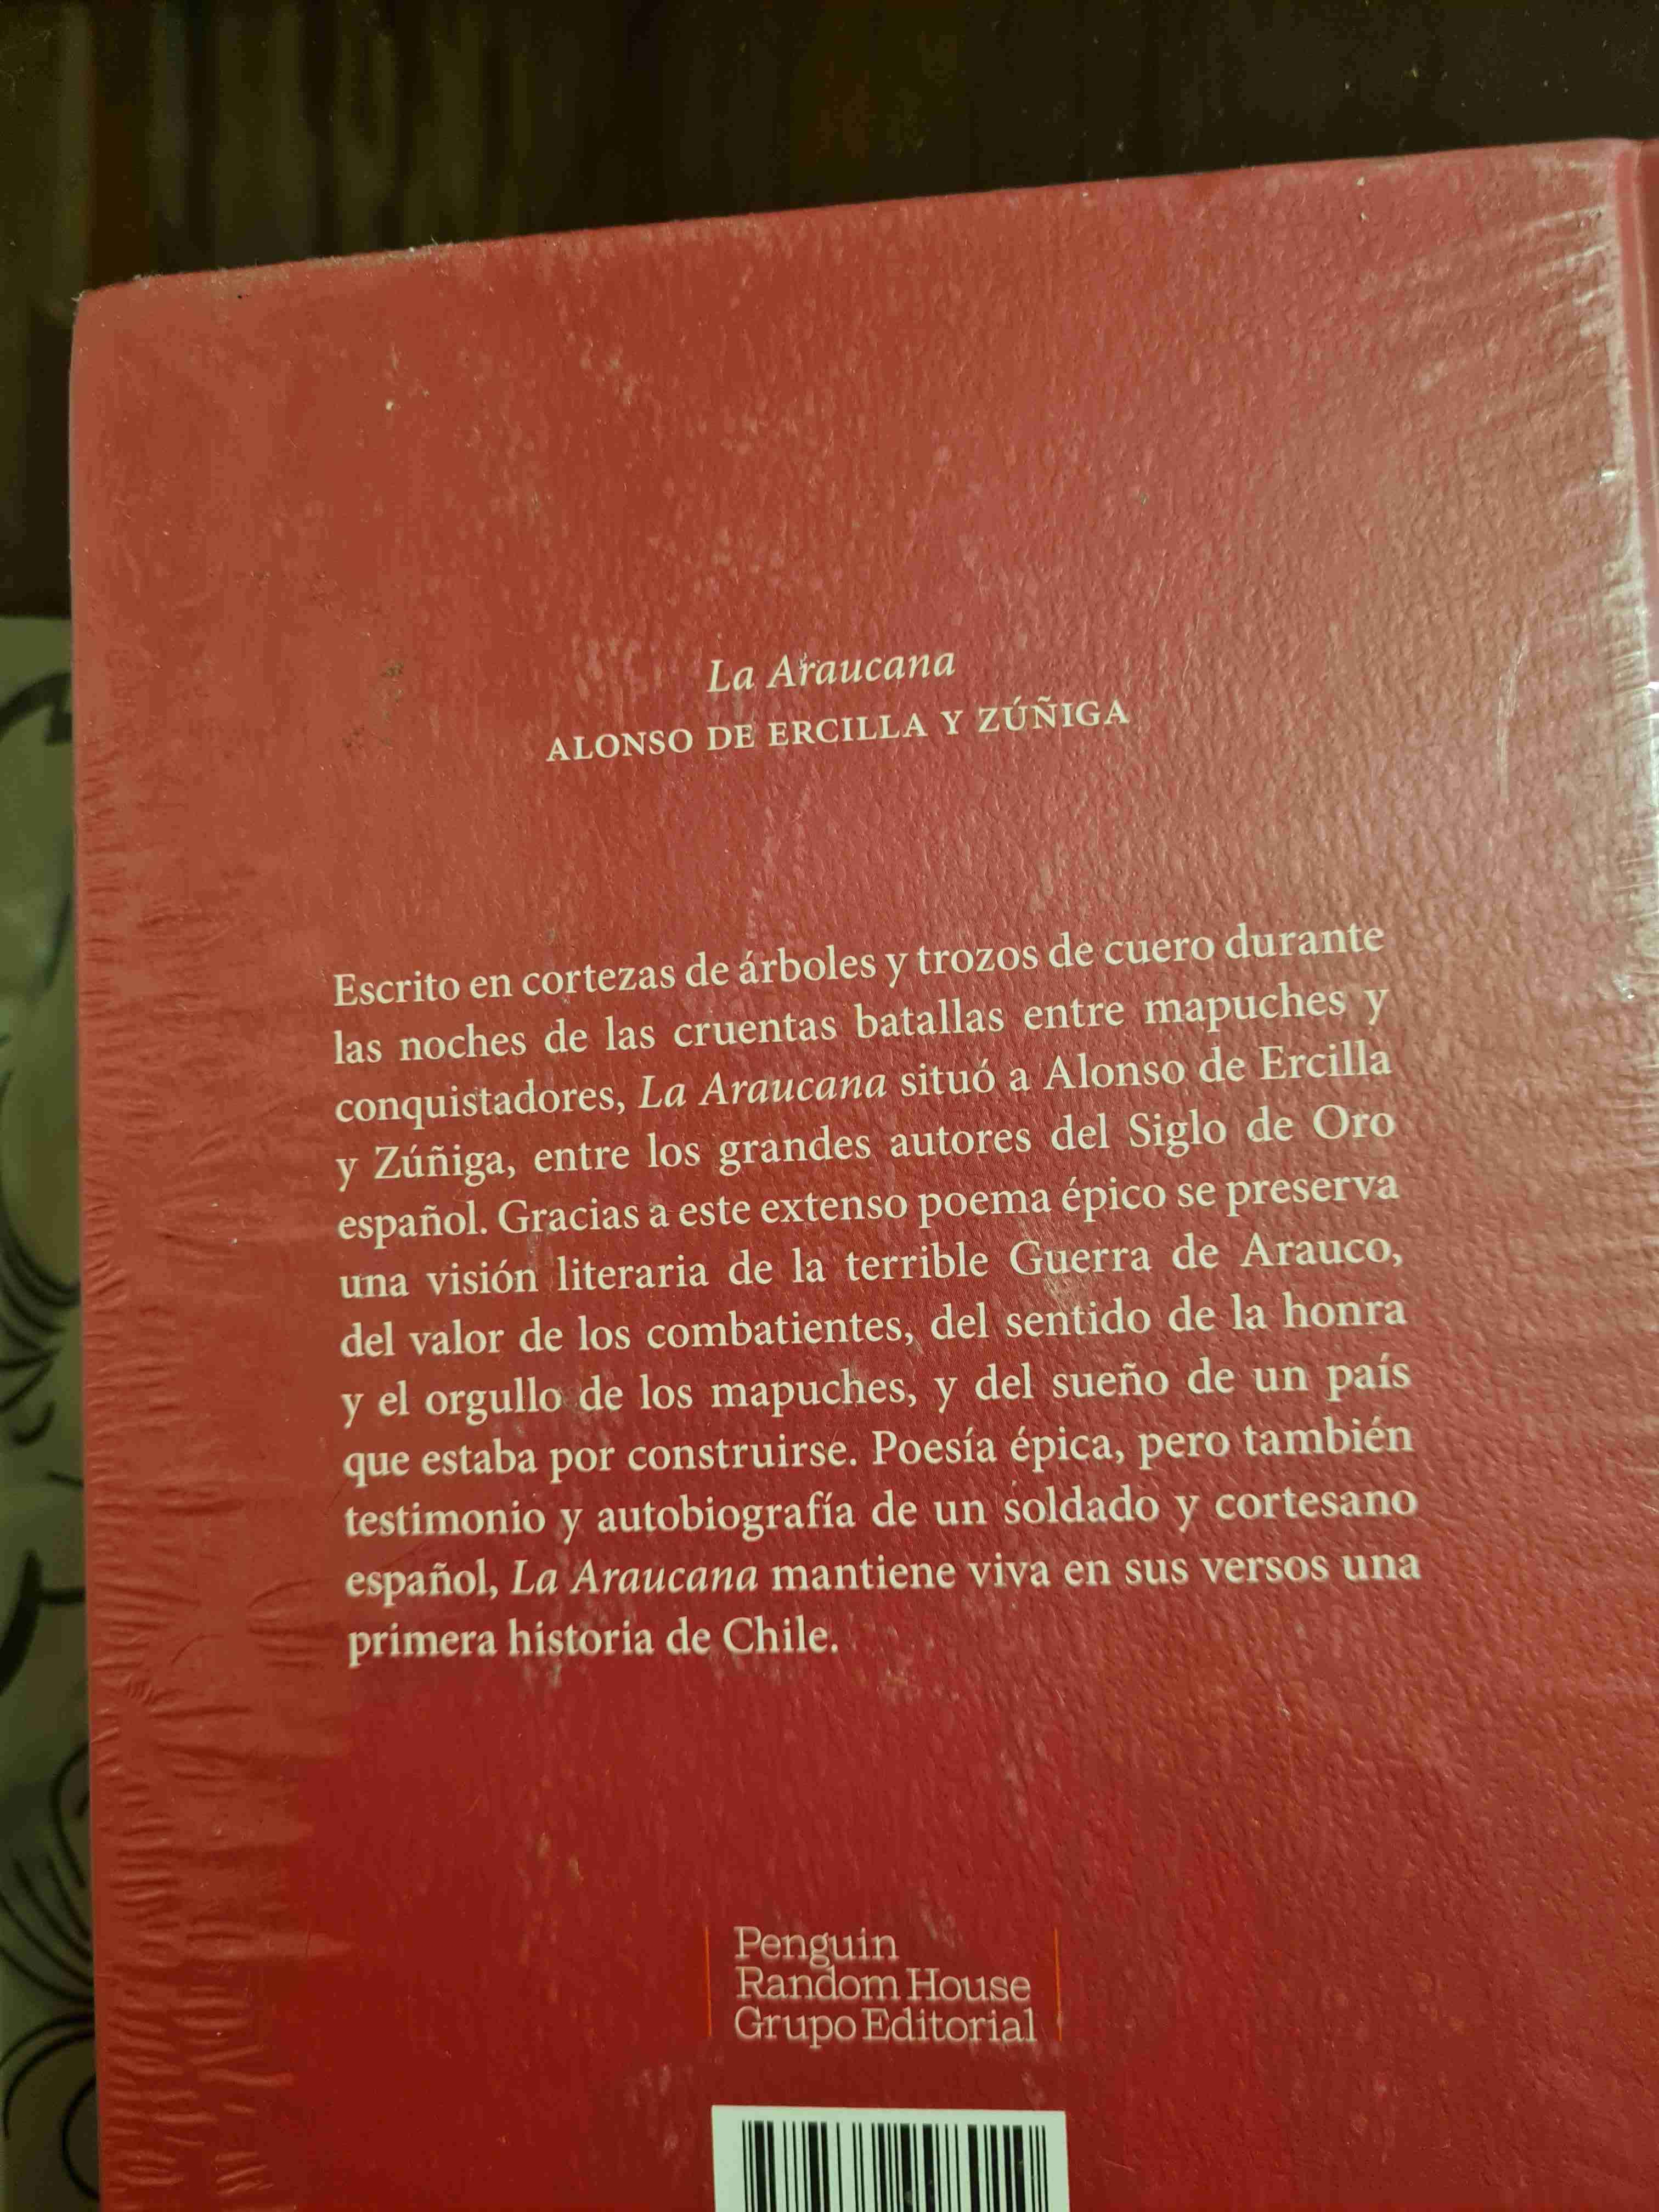 La Araucana
ALONSO DE ERCILLA Y ZÚÑIGA
Escrito en cortezas de árboles y trozos de cuero durante
las noches de las cruentas batallas entre mapuches y
conquistadores, La Araucana situó a Alonso de Ercilla
y Zúñiga, entre los grandes autores del Siglo de Oro
español. Gracias a este extenso poema épico se preserva
una visión literaria de la terrible Guerra de Arauco,
del valor de los combatientes, del sentido de la honra
y el orgullo de los mapuches, y del sueño de un país
que estaba por construirse. Poesía épica, pero también
testimonio y autobiografía de un soldado y cortesano
español, La Araucana mantiene viva en sus versos una
primera historia de Chile.
Penguin
Random House
Grupo Editorial